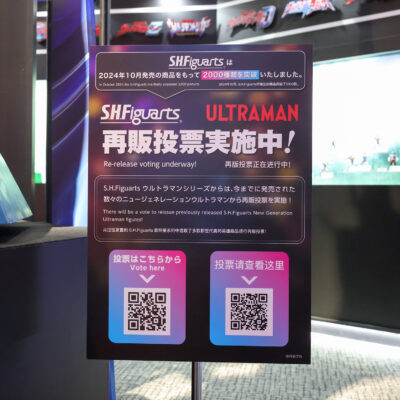 S.H.Figuarts は
2024年10月発売の商品をもって 2000種類を突破 いたしました。
S.H.Figuarts ULTRAMAN
再販投票実施中!
Re-release voting underway! 再版投票正在进行中!
S.H.Figuarts ウルトラマンシリーズからは、今までに発売された
数々のニュージェネレーションウルトラマンから再販投票を実施!
There will be a vote to reissue previously released S.H.Figuarts New Generation
Ultraman figures!
投票はこちらから 投票请查看这里
Vote here